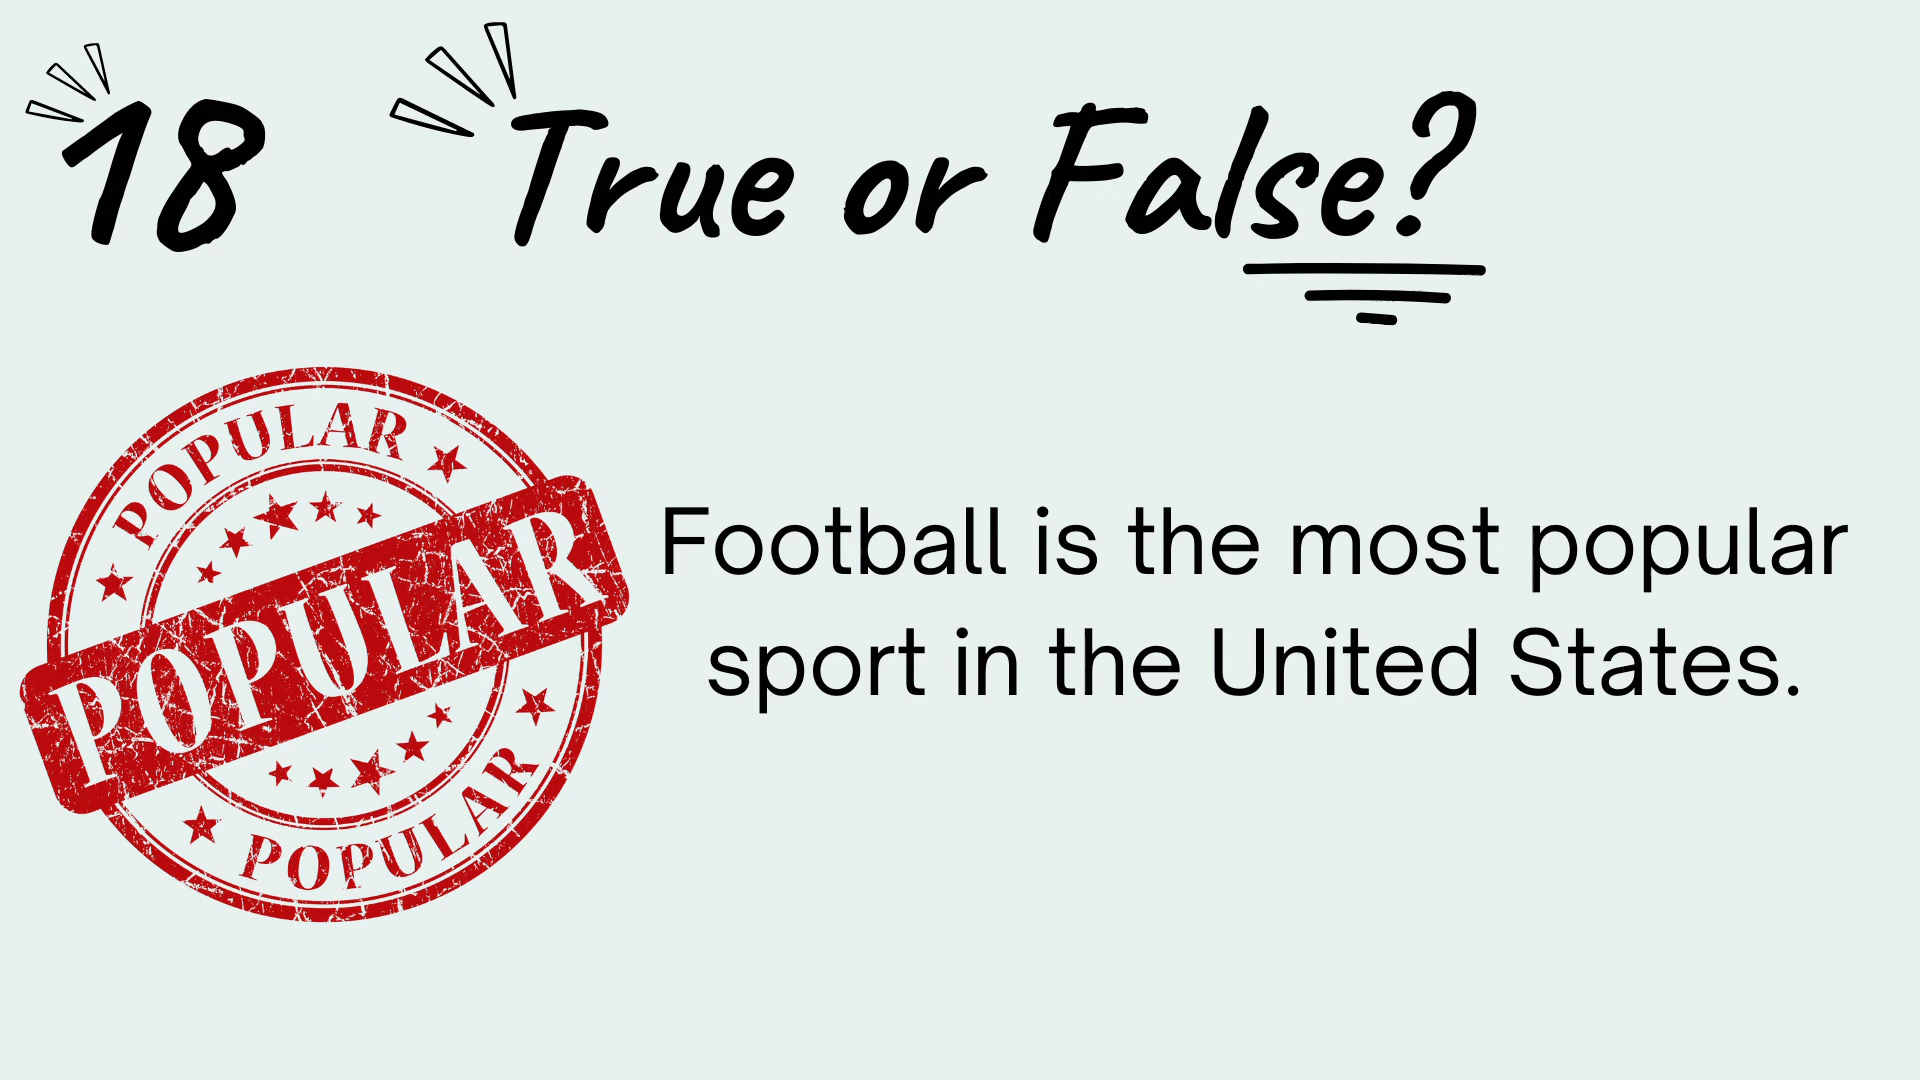 18 True or False?
POPULAR
POPULAR
POPULAR
Football is the most popular
sport in the United States.